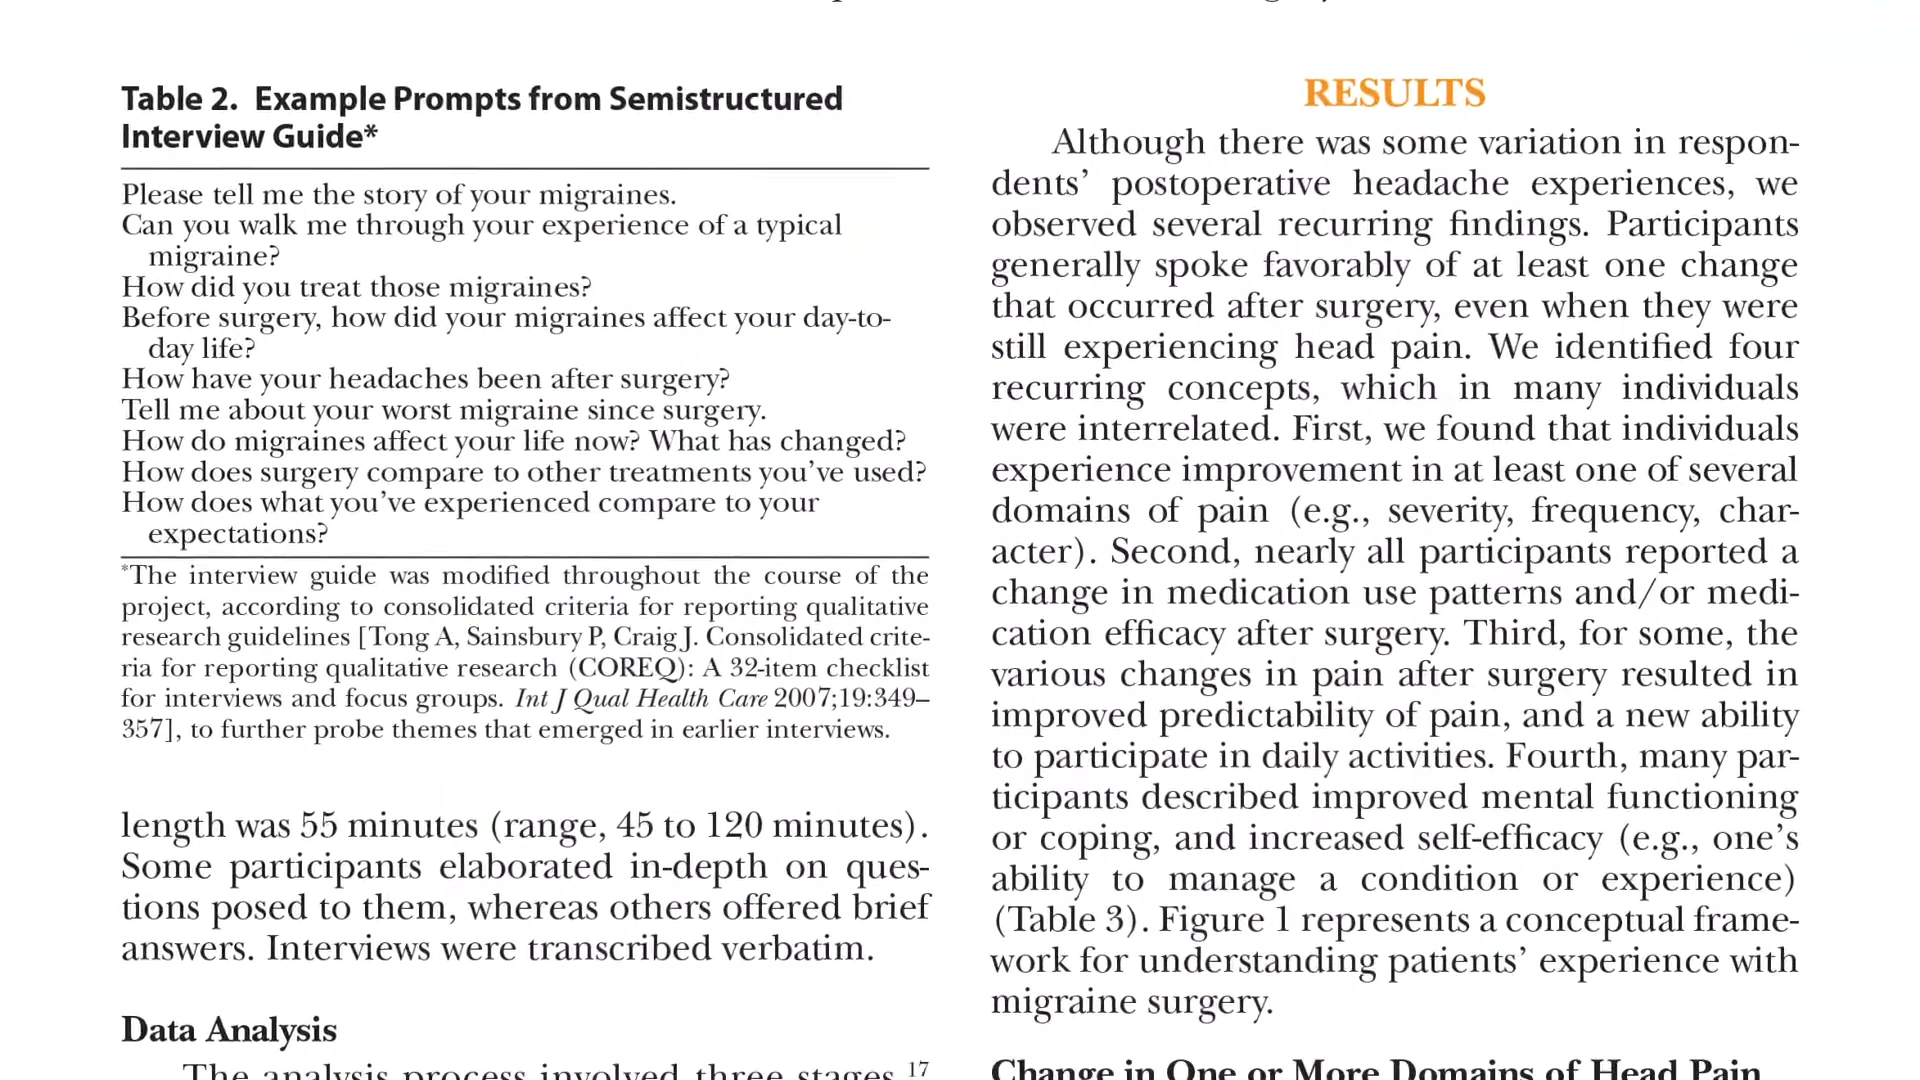 Table 2. Example Prompts from Semistructured
Interview Guide*
Please tell me the story of your migraines.
Can you walk me through your experience of a typical
migraine?
How did you treat those migraines?
Before surgery, how did your migraines affect your day-to-
day life?
How have your headaches been after surgery?
Tell me about your worst migraine since surgery.
How do migraines affect your life now? What has changed?
How does surgery compare to other treatments you’ve used?
How does what you’ve experienced compare to your
expectations?
*The interview guide was modified throughout the course of the
project, according to consolidated criteria for reporting qualitative
research guidelines [Tong A, Sainsbury P, Craig J. Consolidated crite-
ria for reporting qualitative research (COREQ): A 32-item checklist
for interviews and focus groups. Int J Qual Health Care 2007;19:349–
357], to further probe themes that emerged in earlier interviews.
length was 55 minutes (range, 45 to 120 minutes).
Some participants elaborated in-depth on ques-
tions posed to them, whereas others offered brief
answers. Interviews were transcribed verbatim.
Data Analysis
The analysis process involved three stages.17
RESULTS
Although there was some variation in respon-
dents’ postoperative headache experiences, we
observed several recurring findings. Participants
generally spoke favorably of at least one change
that occurred after surgery, even when they were
still experiencing head pain. We identified four
recurring concepts, which in many individuals
were interrelated. First, we found that individuals
experience improvement in at least one of several
domains of pain (e.g., severity, frequency, char-
acter). Second, nearly all participants reported a
change in medication use patterns and/or medi-
cation efficacy after surgery. Third, for some, the
various changes in pain after surgery resulted in
improved predictability of pain, and a new ability
to participate in daily activities. Fourth, many par-
ticipants described improved mental functioning
or coping, and increased self-efficacy (e.g., one’s
ability to manage a condition or experience)
(Table 3). Figure 1 represents a conceptual frame-
work for understanding patients’ experience with
migraine surgery.
Change in One or More Domains of Head Pain